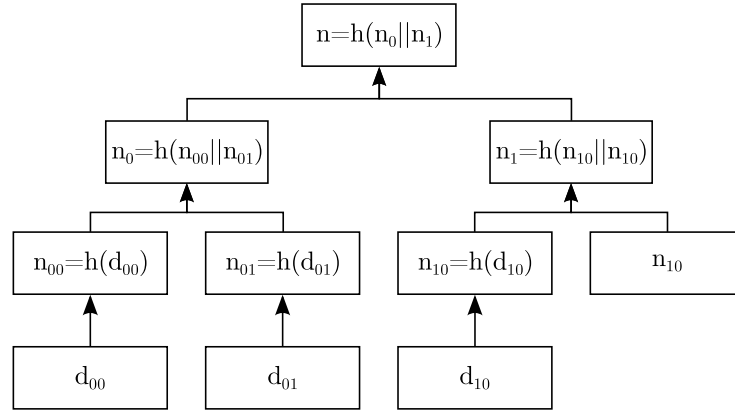 n=h(n₀||n₁)
n₀=h(n₀₀||n₀₁)
n₁=h(n₁₀||n₁₀)
n₀₀=h(d₀₀)
n₀₁=h(d₀₁)
n₁₀=h(d₁₀)
n₁₀
d₀₀
d₀₁
d₁₀